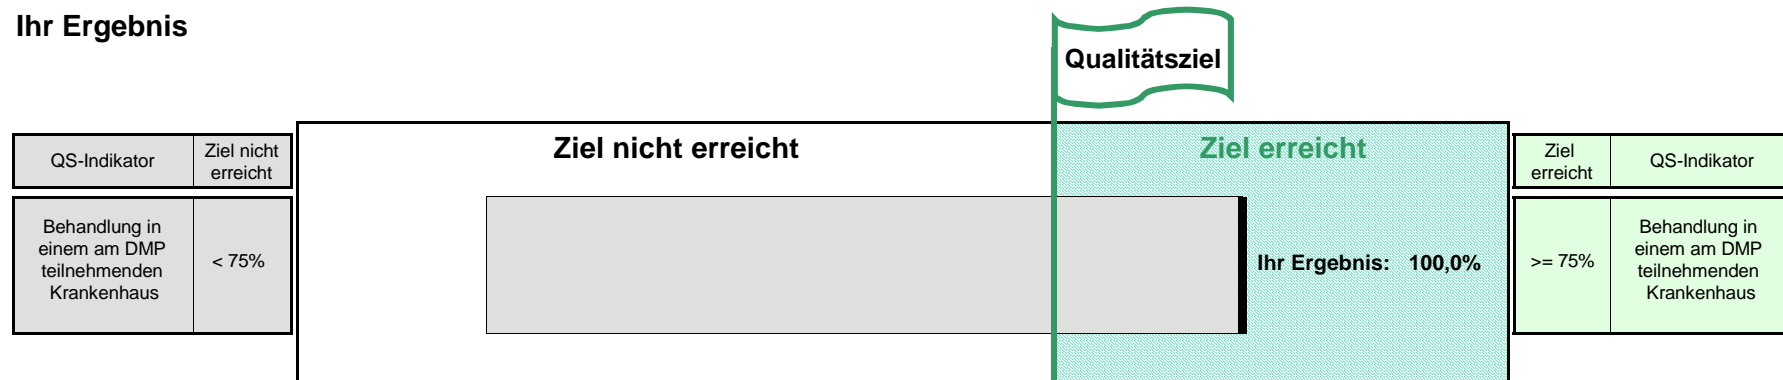 Ihr Ergebnis
Qualitätsziel
QS-Indikator
Ziel nicht
erreicht
Ziel nicht erreicht
Ziel erreicht
Ziel
erreicht
QS-Indikator
Behandlung in
einem am DMP
teilnehmenden
Krankenhaus
< 75%
Ihr Ergebnis: 100,0%
>= 75%
Behandlung in
einem am DMP
teilnehmenden
Krankenhaus